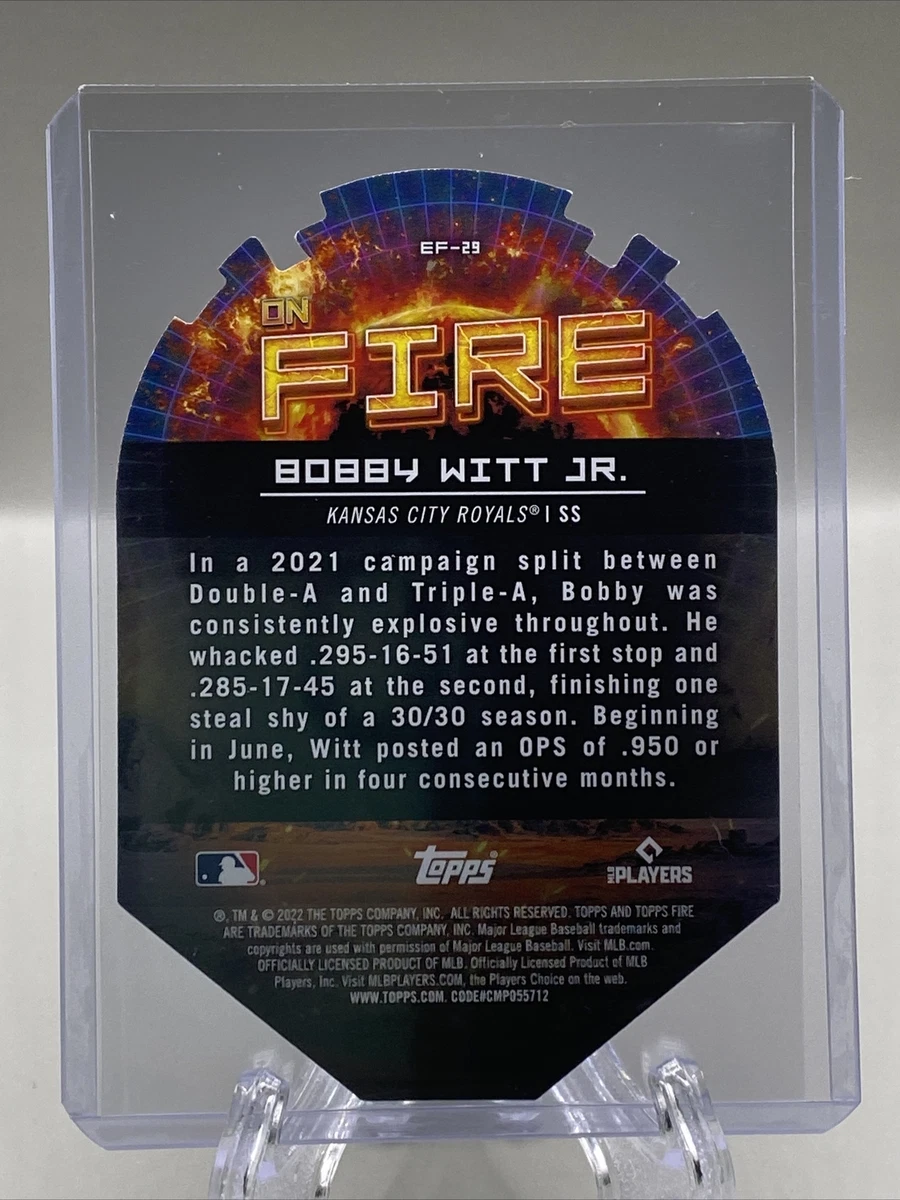 EF-29
ON
FIRE
BOBBY WITT JR.
KANSAS CITY ROYALS® | SS
In a 2021 campaign split between
Double-A and Triple-A, Bobby was
consistently explosive throughout. He
whacked .295-16-51 at the first stop and
.285-17-45 at the second, finishing one
steal shy of a 30/30 season. Beginning
in June, Witt posted an OPS of .950 or
higher in four consecutive months.
topps® MLB PLAYERS
®, TM & © 2022 THE TOPPS COMPANY, INC. ALL RIGHTS RESERVED. TOPPS AND TOPPS FIRE
ARE TRADEMARKS OF THE TOPPS COMPANY, INC. Major League Baseball trademarks and
copyrights are used with permission of Major League Baseball. Visit MLB.com.
OFFICIALLY LICENSED PRODUCT OF MLB. Officially Licensed Product of MLB
Players, Inc. Visit MLBPLAYERS.COM, the Players Choice on the web.
WWW.TOPPS.COM. CODE#CMP055712